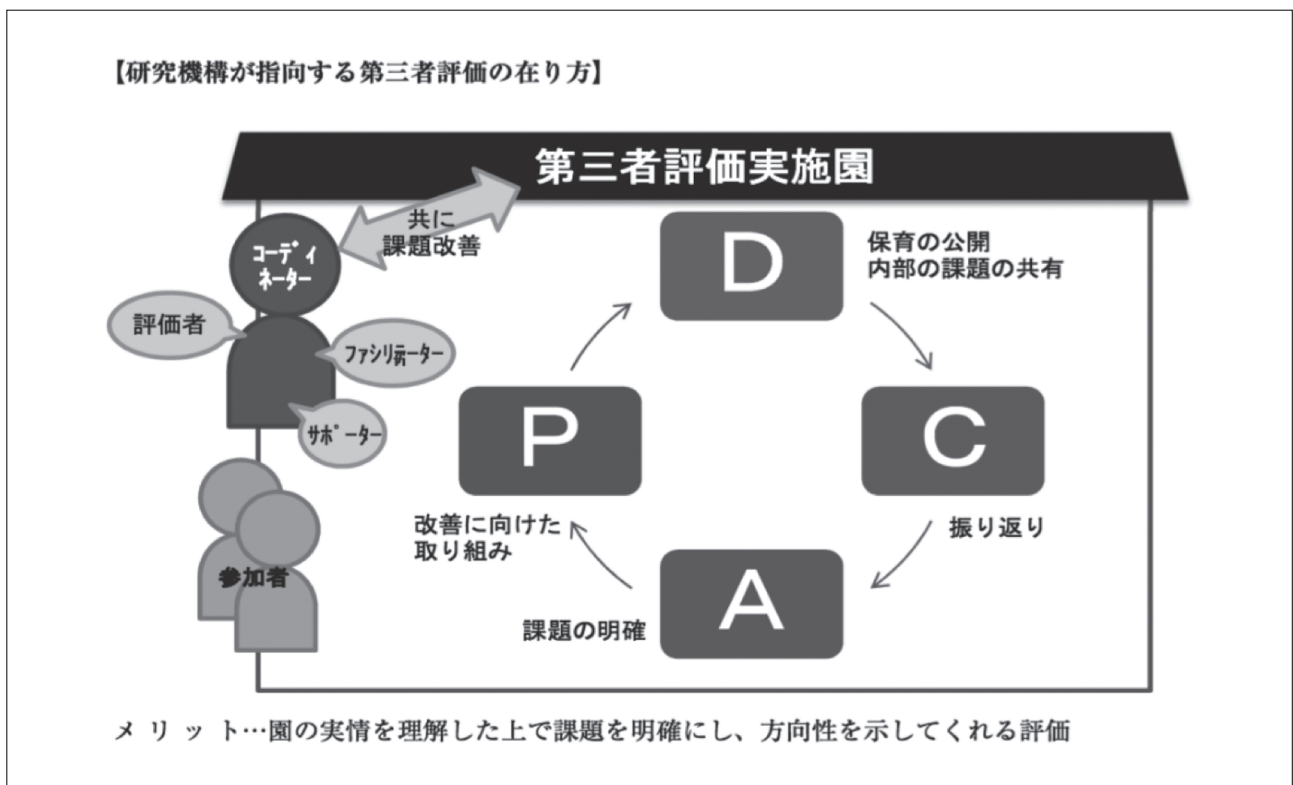 【研究機構が指向する第三者評価の在り方】
第三者評価実施園
共に
課題改善
コーディ
ネーター
評価者
ファシリテーター
サポーター
参加者
D
保育の公開
内部の課題の共有
C
振り返り
A
課題の明確
P
改善に向けた
取り組み
メリット…園の実情を理解した上で課題を明確にし、方向性を示してくれる評価